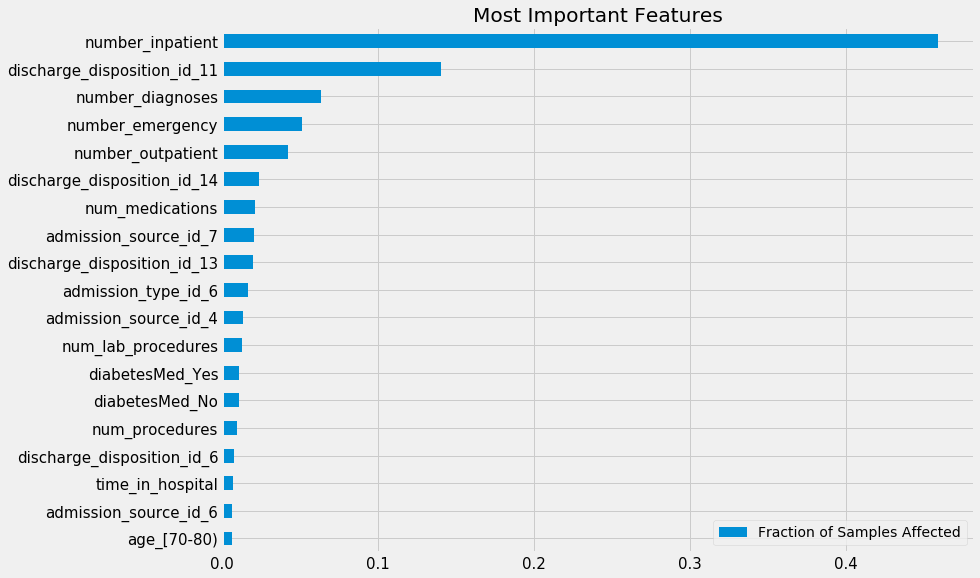 Most Important Features
number_inpatient
discharge_disposition_id_11
number_diagnoses
number_emergency
number_outpatient
discharge_disposition_id_14
num_medications
admission_source_id_7
discharge_disposition_id_13
admission_type_id_6
admission_source_id_4
num_lab_procedures
diabetesMed_Yes
diabetesMed_No
num_procedures
discharge_disposition_id_6
time_in_hospital
admission_source_id_6
age_[70-80)
Fraction of Samples Affected
0.0 0.1 0.2 0.3 0.4